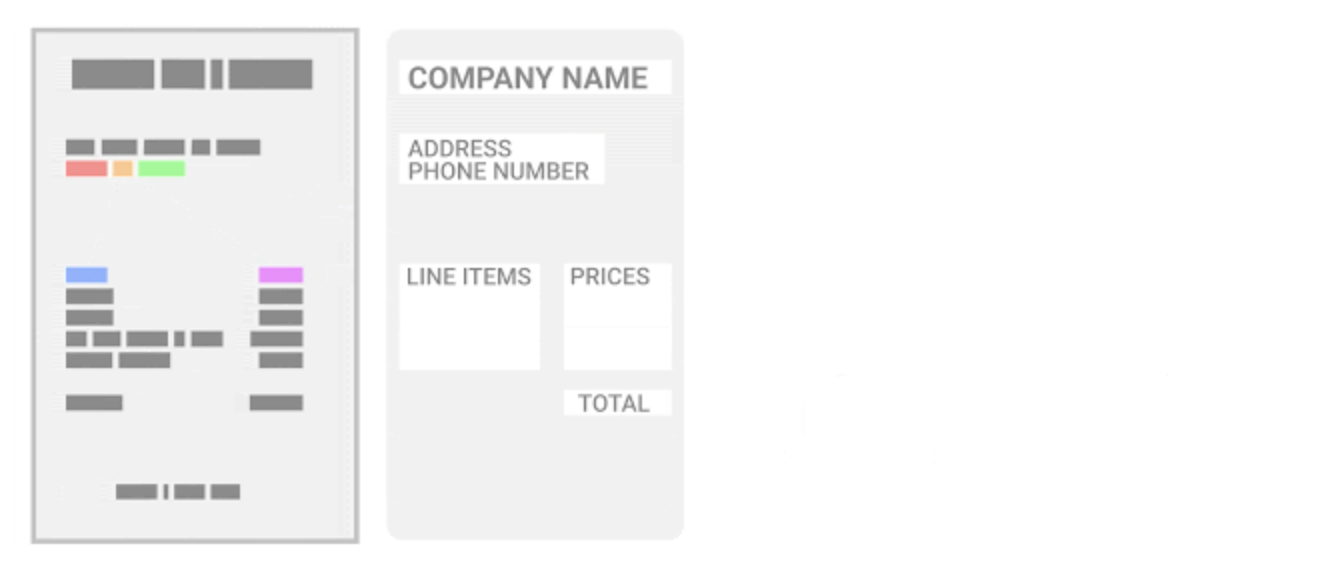 COMPANY NAME
ADDRESS
PHONE NUMBER
LINE ITEMS
PRICES
TOTAL